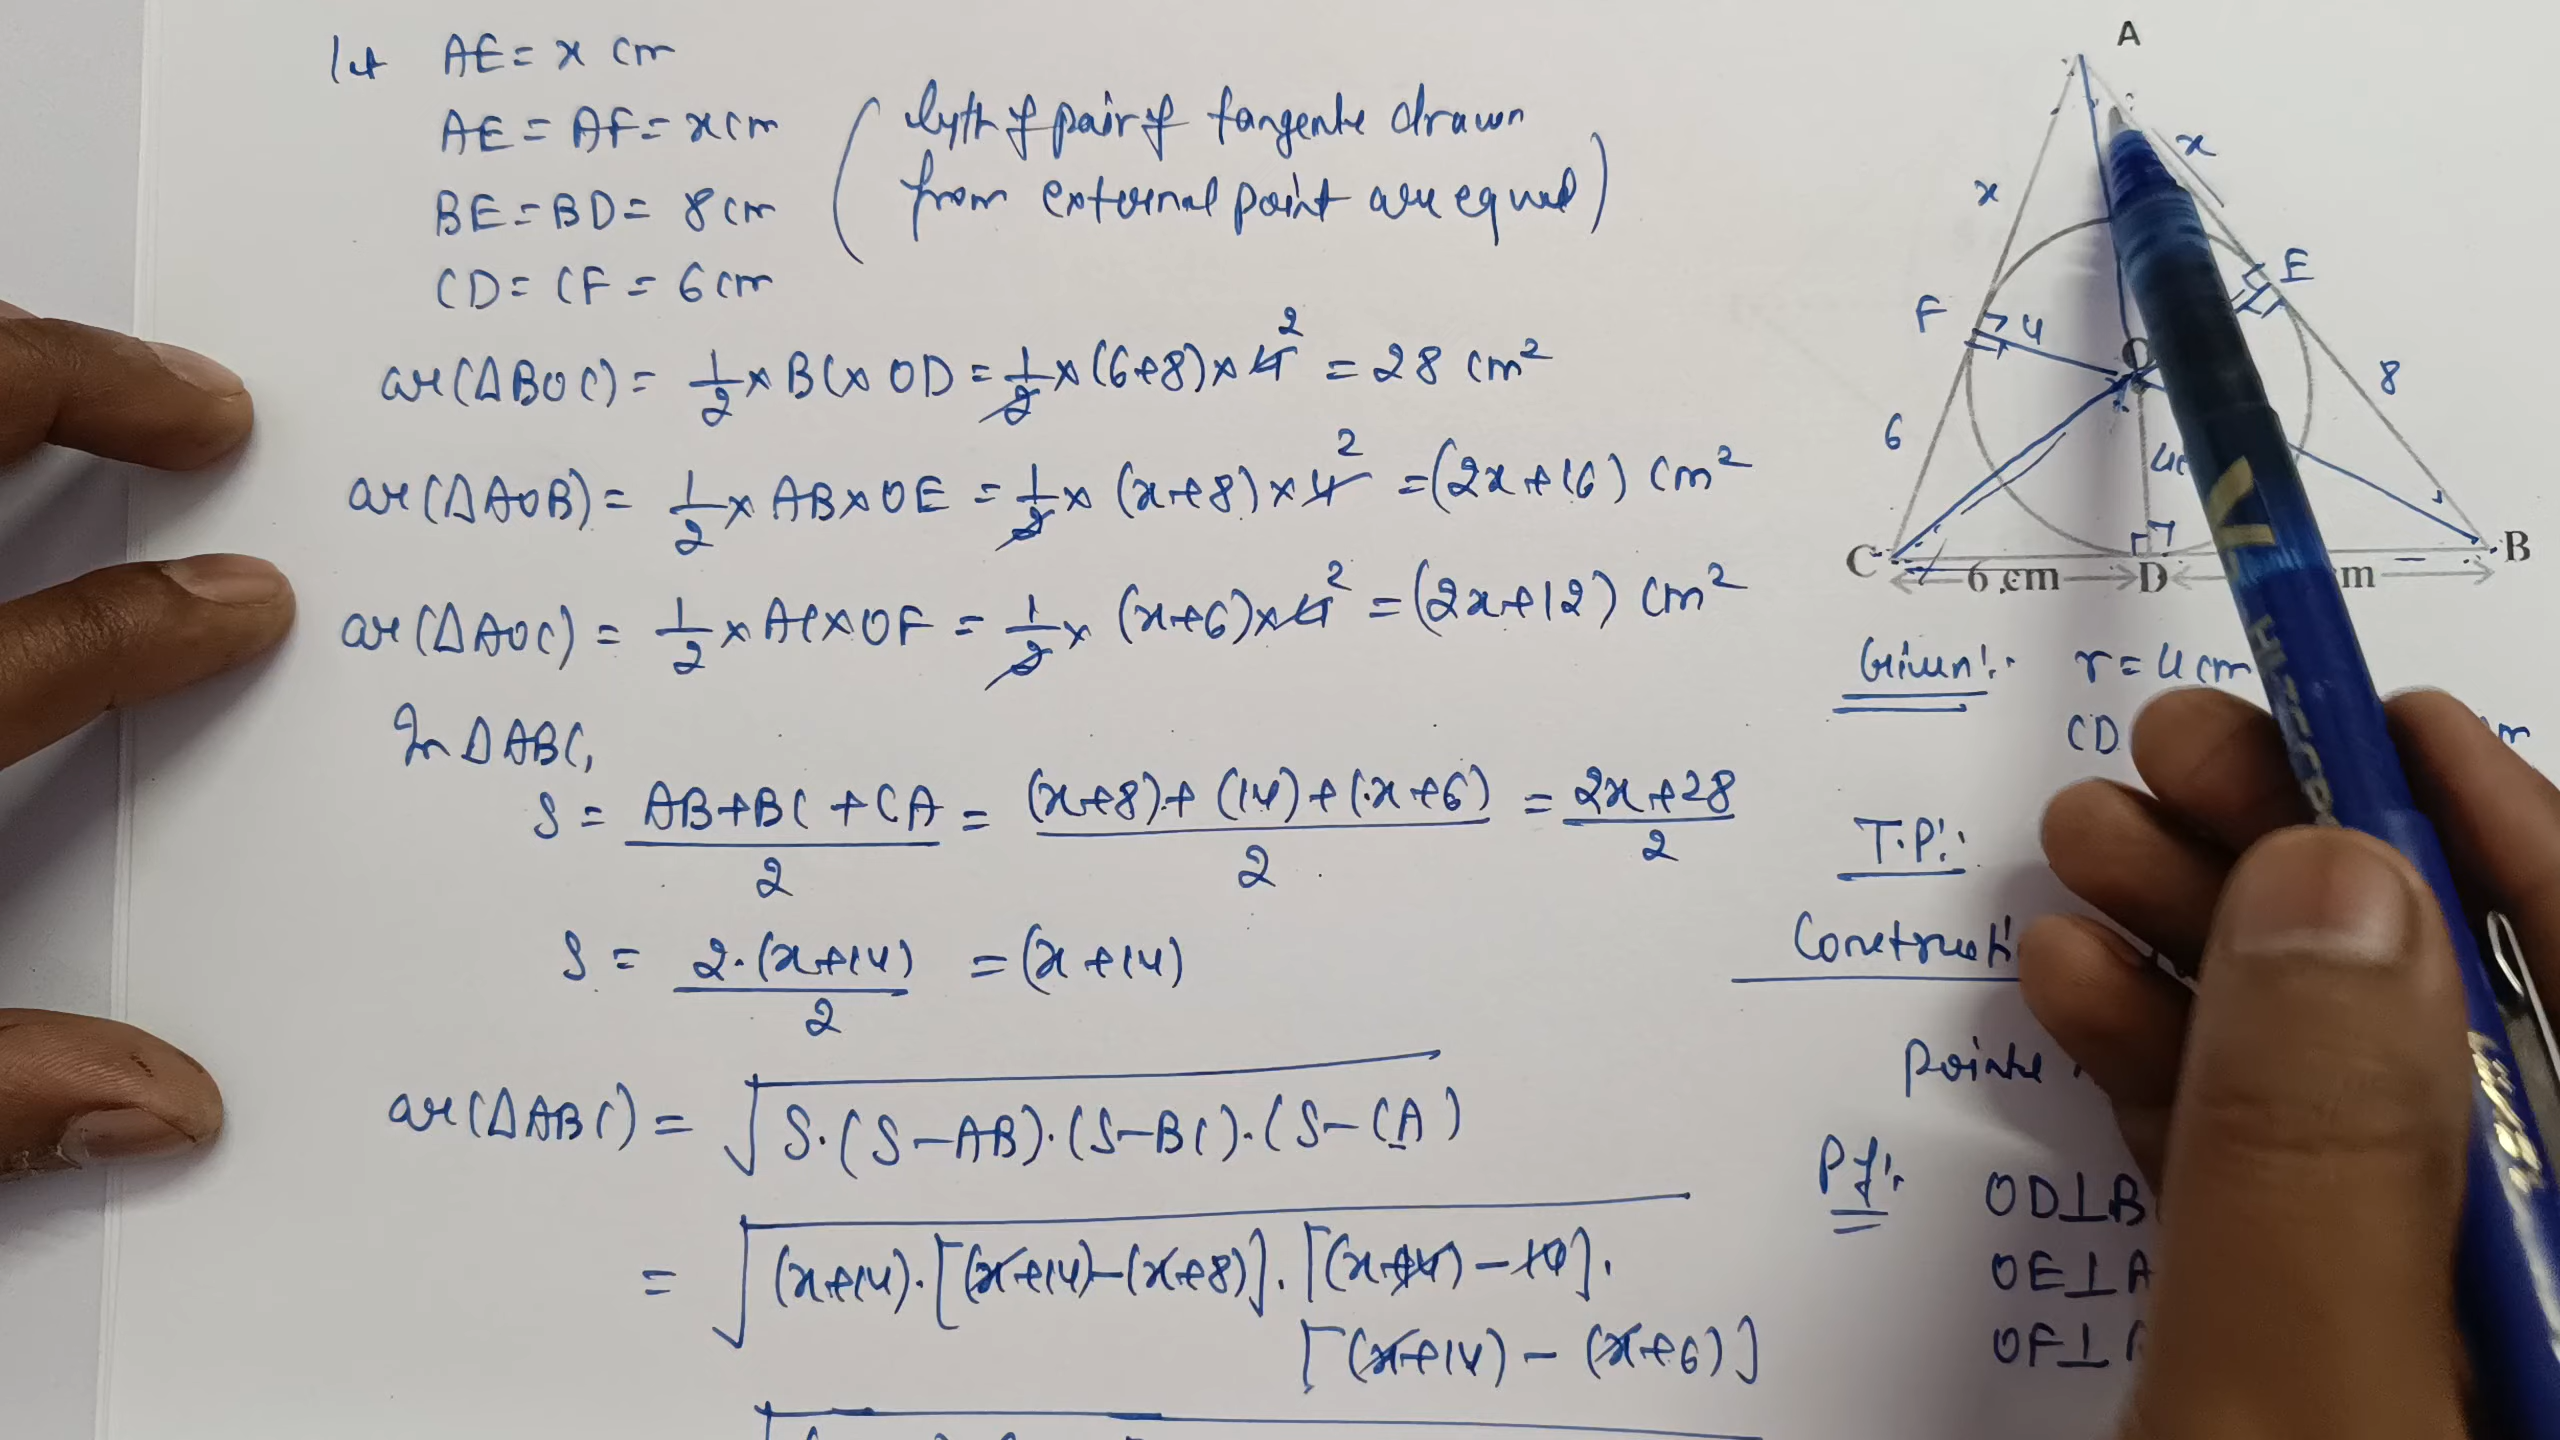 let AE = x cm
AE = AF = x cm
BE = BD = 8 cm
CD = CF = 6 cm
( lgth of pair of tangents drawn
from external point are equal )
ar(ΔBOC) = 1/2 × BC × OD = 1/2 × (6+8) × 4 2 = 28 cm²
ar(ΔAOB) = 1/2 × AB × OE = 1/2 × (x+8) × 4 2 = (2x+16) cm²
ar(ΔAOC) = 1/2 × AC × OF = 1/2 × (x+6) × 4 2 = (2x+12) cm²
In ΔABC,
S = (AB+BC+CA)/2 = ((x+8)+(14)+(x+6))/2 = (2x+28)/2
S = 2·(x+14)/2 = (x+14)
ar(ΔABC) = √S·(S-AB)·(S-BC)·(S-CA)
= √(x+14)·[(x+14)-(x+8)]·[(x+14)-14]·
[(x+14)-(x+6)]
A
x
x
E
F
4
O
8
6
C
B
6 cm
D
m
Given:-
r = 4 cm
CD
m
T.P:-
Points
Pf:-
OD⊥B
OE⊥A
OF⊥